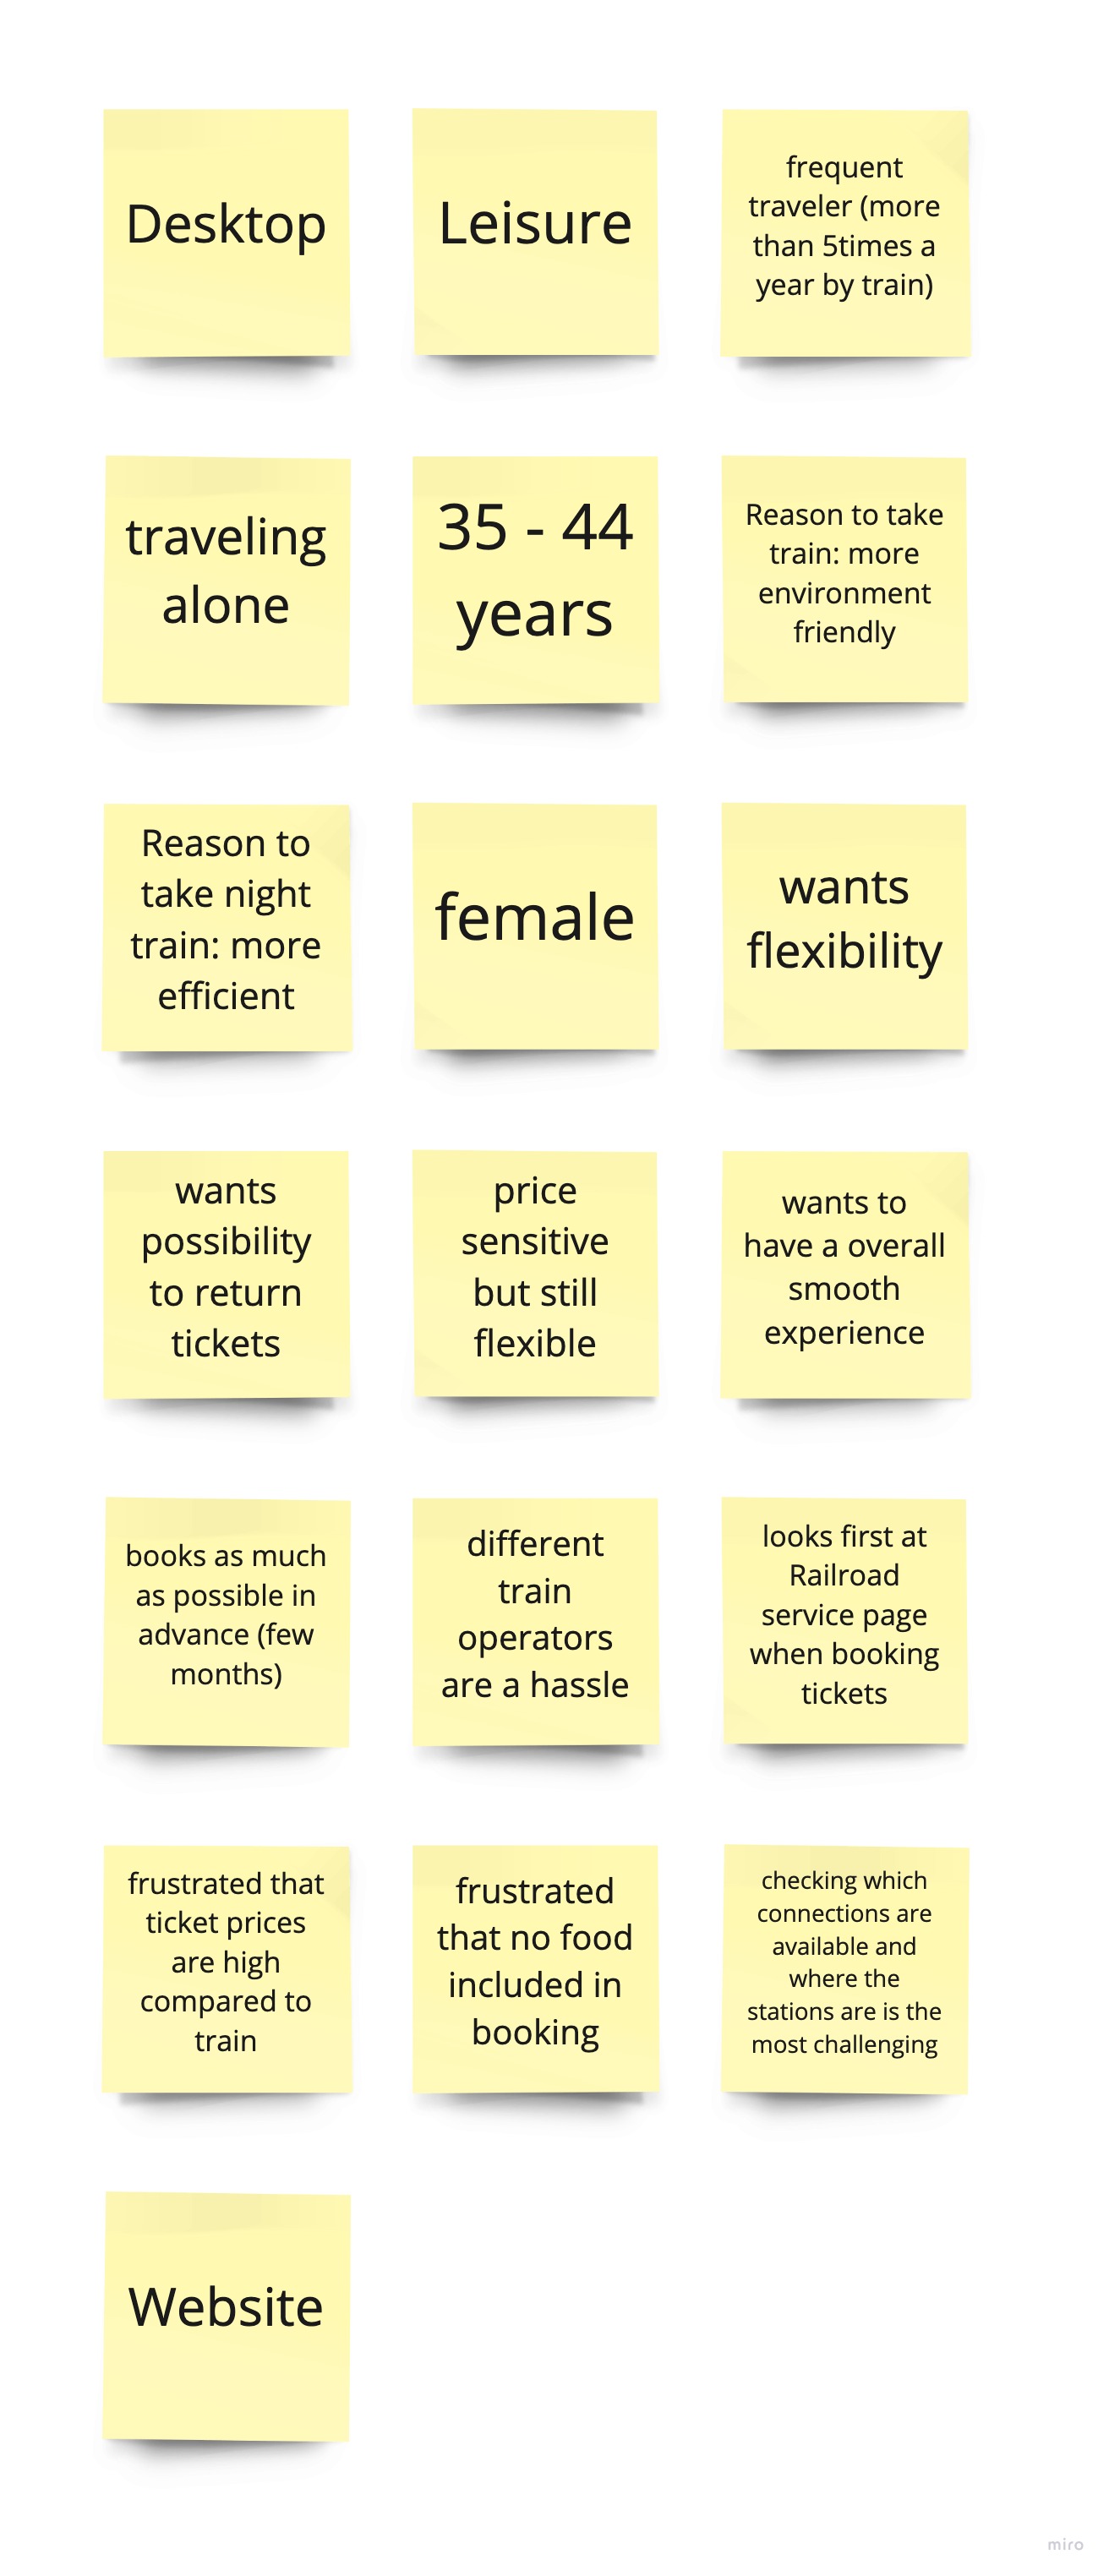 Desktop
Leisure
frequent
traveler (more
than 5times a
year by train)
traveling
alone
35 - 44
years
Reason to take
train: more
environment
friendly
Reason to
take night
train: more
efficient
female
wants
flexibility
wants
possibility
to return
tickets
price
sensitive
but still
flexible
wants to
have a overall
smooth
experience
books as much
as possible in
advance (few
months)
different
train
operators
are a hassle
looks first at
Railroad
service page
when booking
tickets
frustrated that
ticket prices
are high
compared to
train
frustrated
that no food
included in
booking
checking which
connections are
available and
where the
stations are is the
most challenging
Website
miro